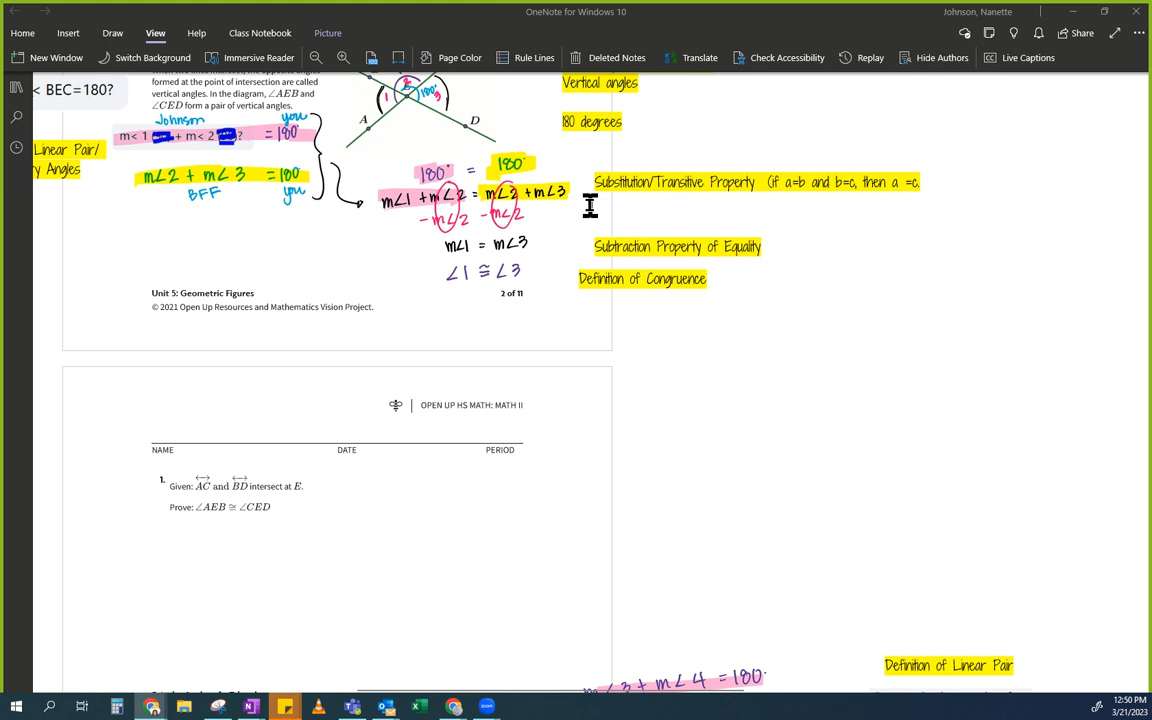 OneNote for Windows 10
Johnson, Nanette
Home Insert Draw View Help Class Notebook Picture
Share
New Window Switch Background Immersive Reader Page Color Rule Lines Deleted Notes Translate Check Accessibility Replay Hide Authors Live Captions
< BEC=180?
formed at the point of intersection are called
vertical angles. In the diagram, ∠AEB and
∠CED form a pair of vertical angles.
Johnson you
m< 1 + m< 2 ? = 180°
Linear Pair/
y Angles
m∠2 + m∠3 = 180
BFF you
1 2 180° 3
A D
180° = 180°
m∠1 + m∠2 = m∠2 + m∠3
- m∠2 - m∠2
m∠1 = m∠3
∠1 ≅ ∠3
Vertical angles
180 degrees
Substitution/Transitive Property (if a=b and b=c, then a =c.
Subtraction Property of Equality
Definition of Congruence
Unit 5: Geometric Figures 2 of 11
© 2021 Open Up Resources and Mathematics Vision Project.
OPEN UP HS MATH: MATH II
NAME DATE PERIOD
1. Given: AC and BD intersect at E.
Prove: ∠AEB ≅ ∠CED
∠3 + m∠4 = 180°
Definition of Linear Pair
12:50 PM
3/21/2023